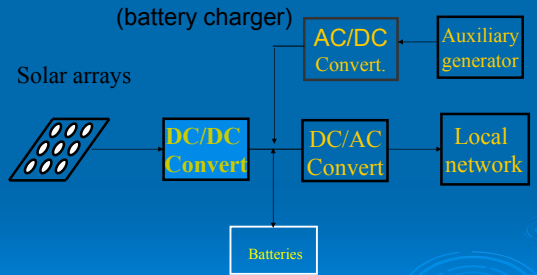 (battery charger)
AC/DC
Convert.
Auxiliary
generator
Solar arrays
DC/DC
Convert
DC/AC
Convert
Local
network
Batteries